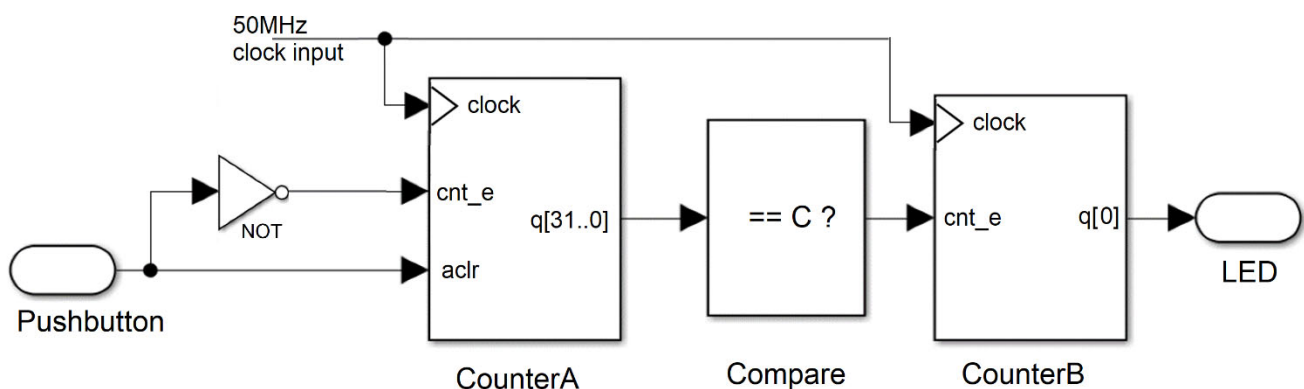 50MHz
clock input
clock
cnt_e
q[31..0]
aclr
NOT
Pushbutton
CounterA
== C ?
Compare
clock
cnt_e
q[0]
CounterB
LED